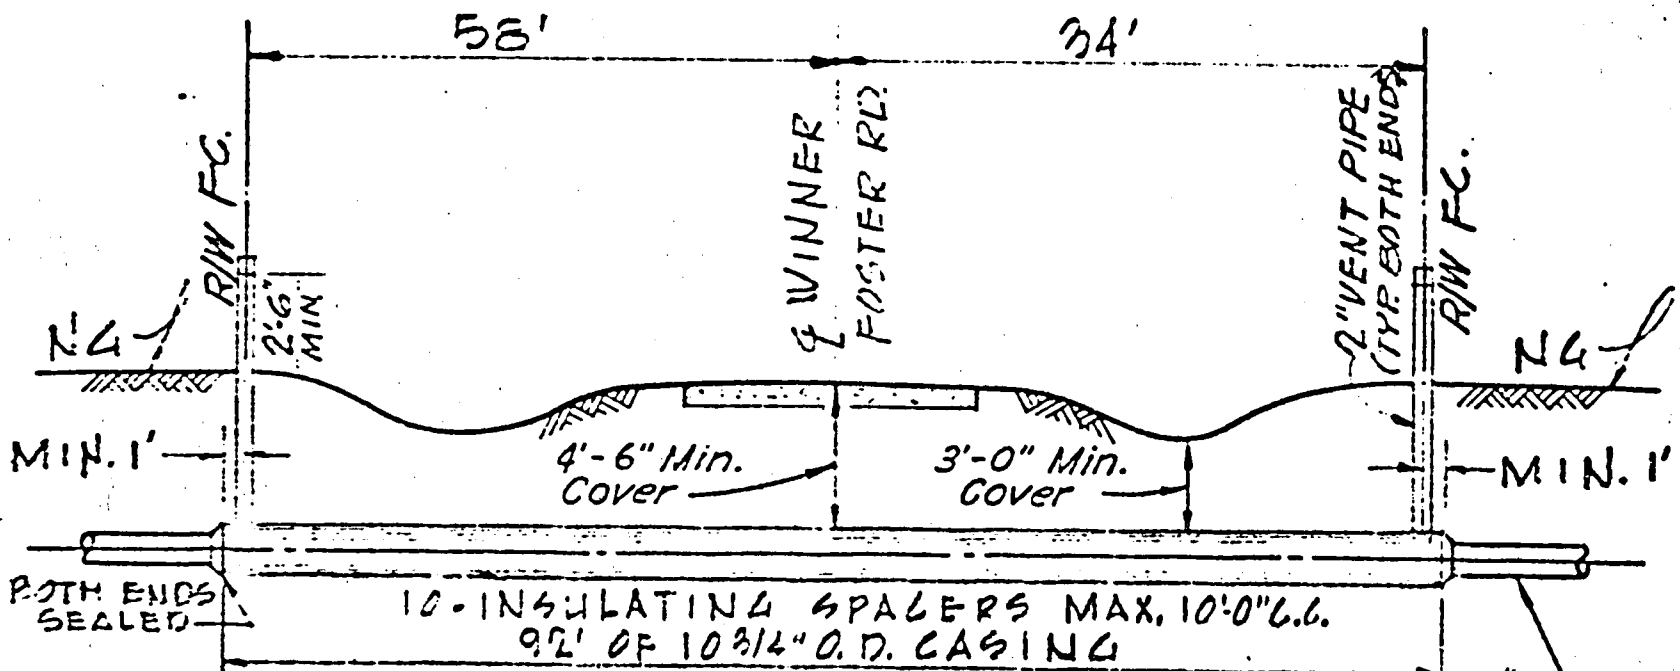 58'
34'
R/W FC.
℄ WINNER
FOSTER RD.
2" VENT PIPE
(TYP. BOTH ENDS)
R/W FC.
2'-6"
MIN
NG
NG
MIN. 1'
4'-6" Min.
Cover
3'-0" Min.
Cover
MIN. 1'
BOTH ENDS
SEALED
10-INSULATING SPACERS MAX. 10'-0" C.C.
92' OF 10 3/4" O.D. CASING